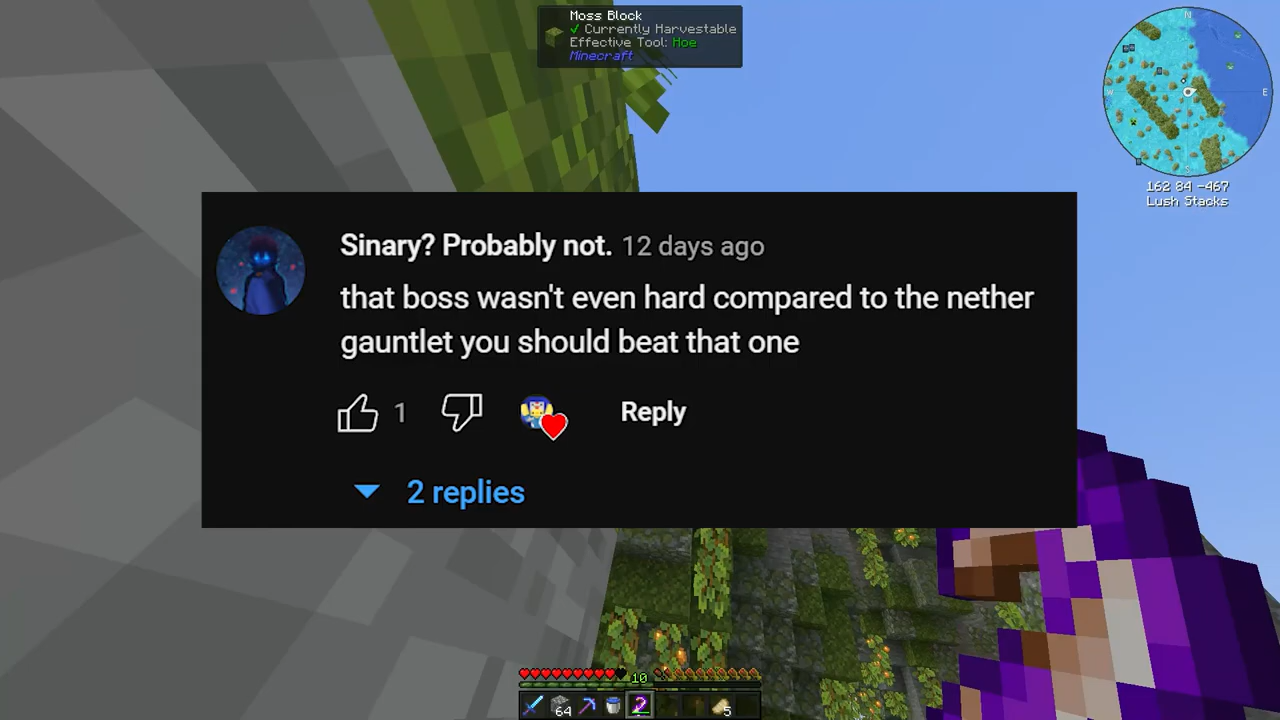 Moss Block
✓ Currently Harvestable
Effective Tool: Hoe
Minecraft
N
W
E
S
162 84 -467
Lush Stacks
Sinary? Probably not. 12 days ago
that boss wasn't even hard compared to the nether
gauntlet you should beat that one
1
Reply
2 replies
10
64
5